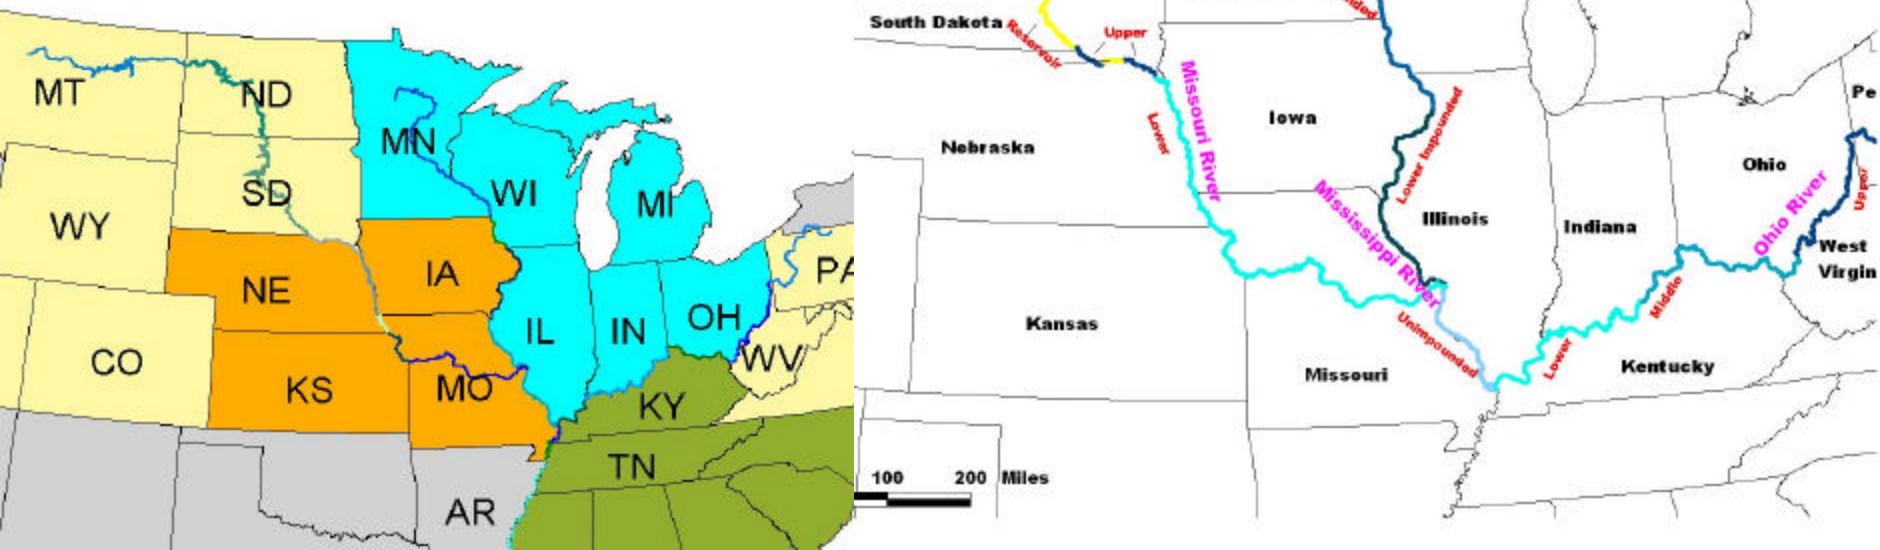 MT
ND
MN
SD
WI
MI
WY
NE
IA
PA
CO
KS
MO
IL
IN
OH
WV
KY
TN
AR
South Dakota
Reservoir
Upper
Missouri River
Lower
Iowa
Nebraska
Lower Impounded
Mississippi River
Illinois
Indiana
Ohio
Ohio River
Upper
Pe
West
Virgin
Kansas
Missouri
Unimpounded
Lower
Middle
Kentucky
100 200 Miles